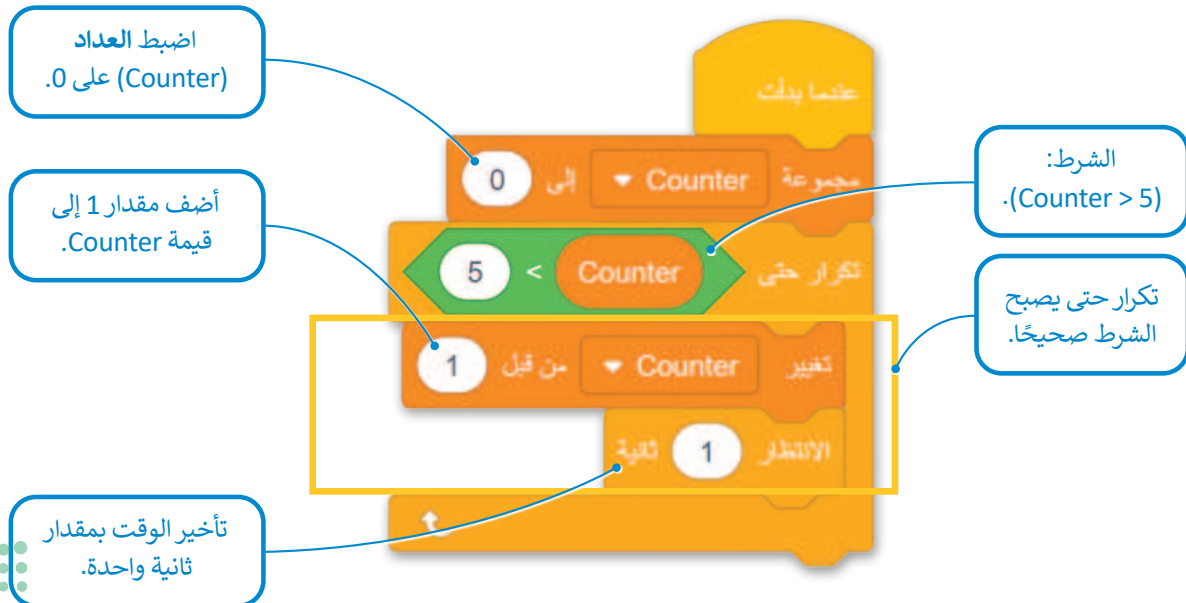 اضبط العداد
(Counter) على 0.
عندما بدأت
مجموعة Counter إلى 0
الشرط:
(Counter > 5).
أضف مقدار 1 إلى
قيمة Counter.
تكرار حتى Counter > 5
تكرار حتى يصبح
الشرط صحيحًا.
تغيير Counter من قبل 1
الانتظار 1 ثانية
تأخير الوقت بمقدار
ثانية واحدة.